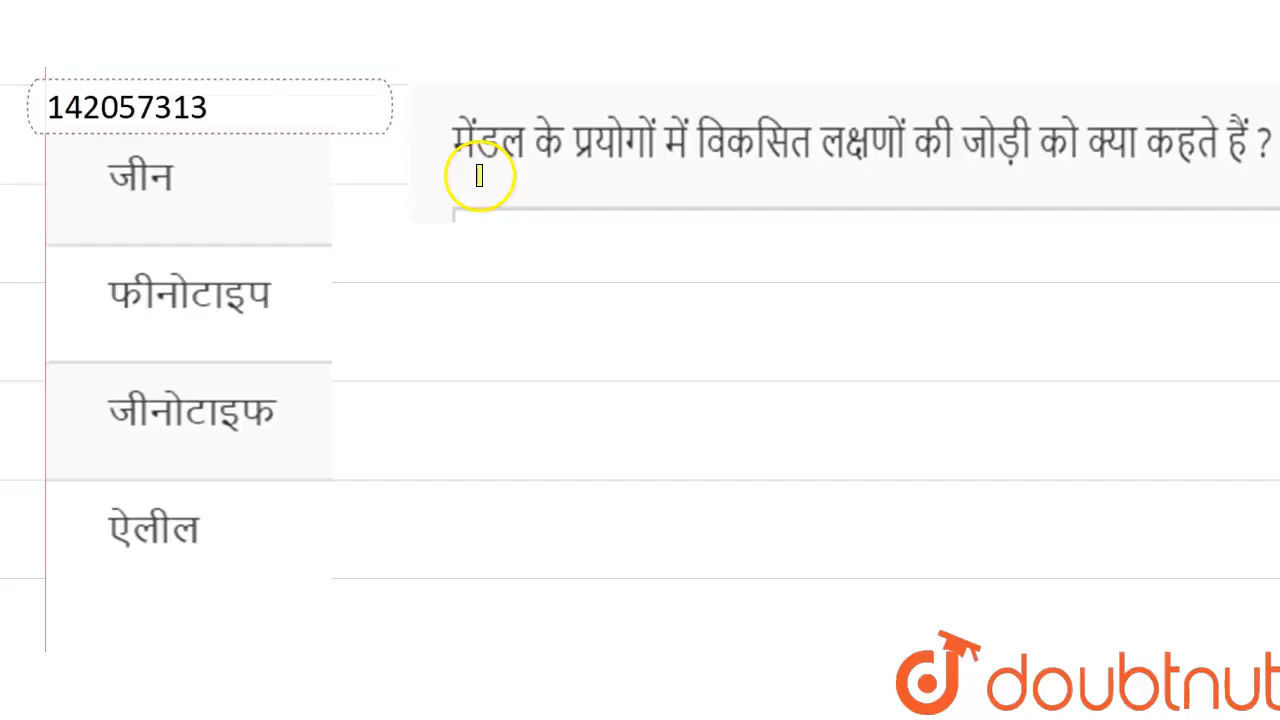 142057313
मेंडल के प्रयोगों में विकसित लक्षणों की जोड़ी को क्या कहते हैं ?
जीन
फीनोटाइप
जीनोटाइफ
ऐलील
doubtnut